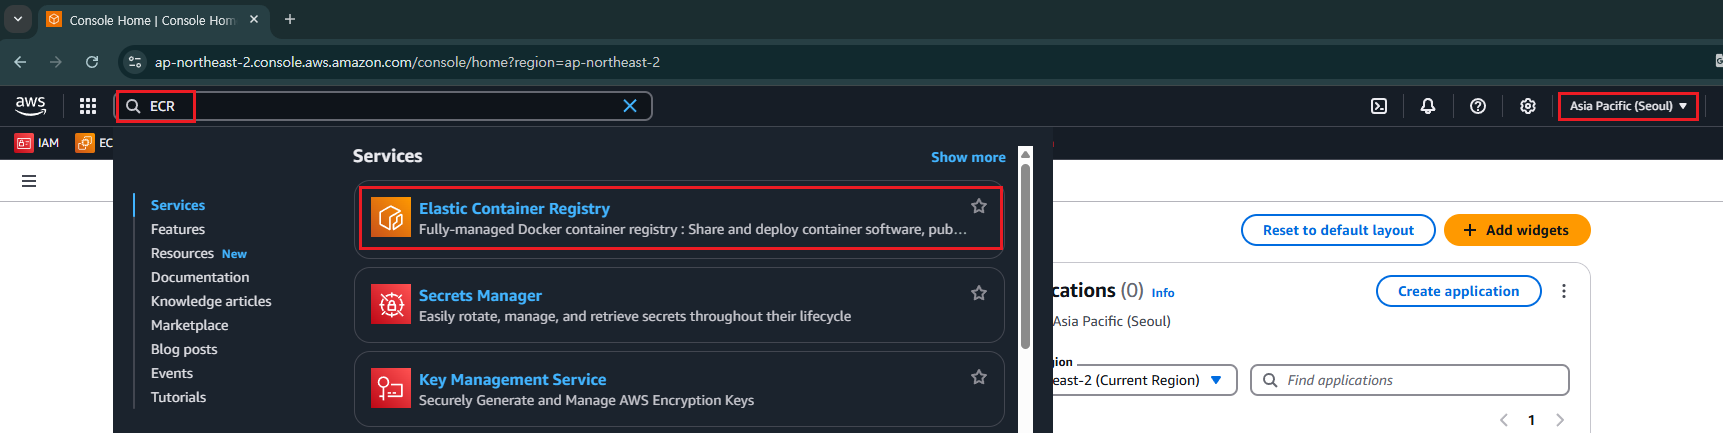 Console Home | Console Hom
ap-northeast-2.console.aws.amazon.com/console/home?region=ap-northeast-2
aws
ECR
Asia Pacific (Seoul)
IAM
EC
Services
Show more
Services
Features
Resources New
Documentation
Knowledge articles
Marketplace
Blog posts
Events
Tutorials
Elastic Container Registry
Fully-managed Docker container registry : Share and deploy container software, pub...
Secrets Manager
Easily rotate, manage, and retrieve secrets throughout their lifecycle
Key Management Service
Securely Generate and Manage AWS Encryption Keys
Reset to default layout
+ Add widgets
cations (0) Info
Create application
Asia Pacific (Seoul)
gion
east-2 (Current Region)
Find applications
1